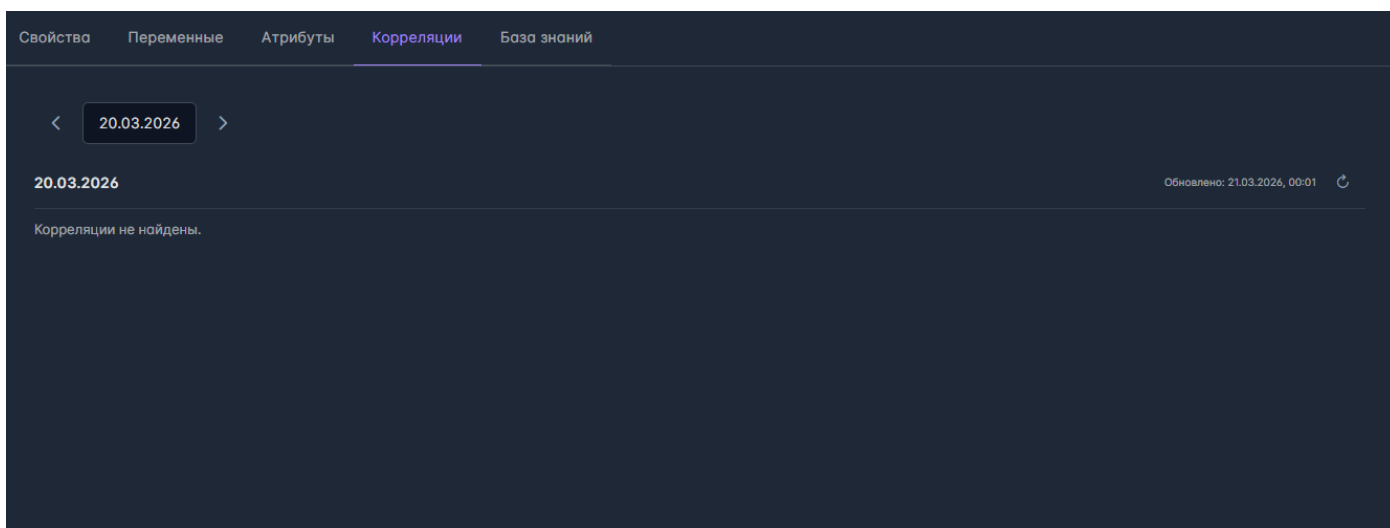 Свойства Переменные Атрибуты Корреляции База знаний
20.03.2026
20.03.2026 Обновлено: 21.03.2026, 00:01
Корреляции не найдены.